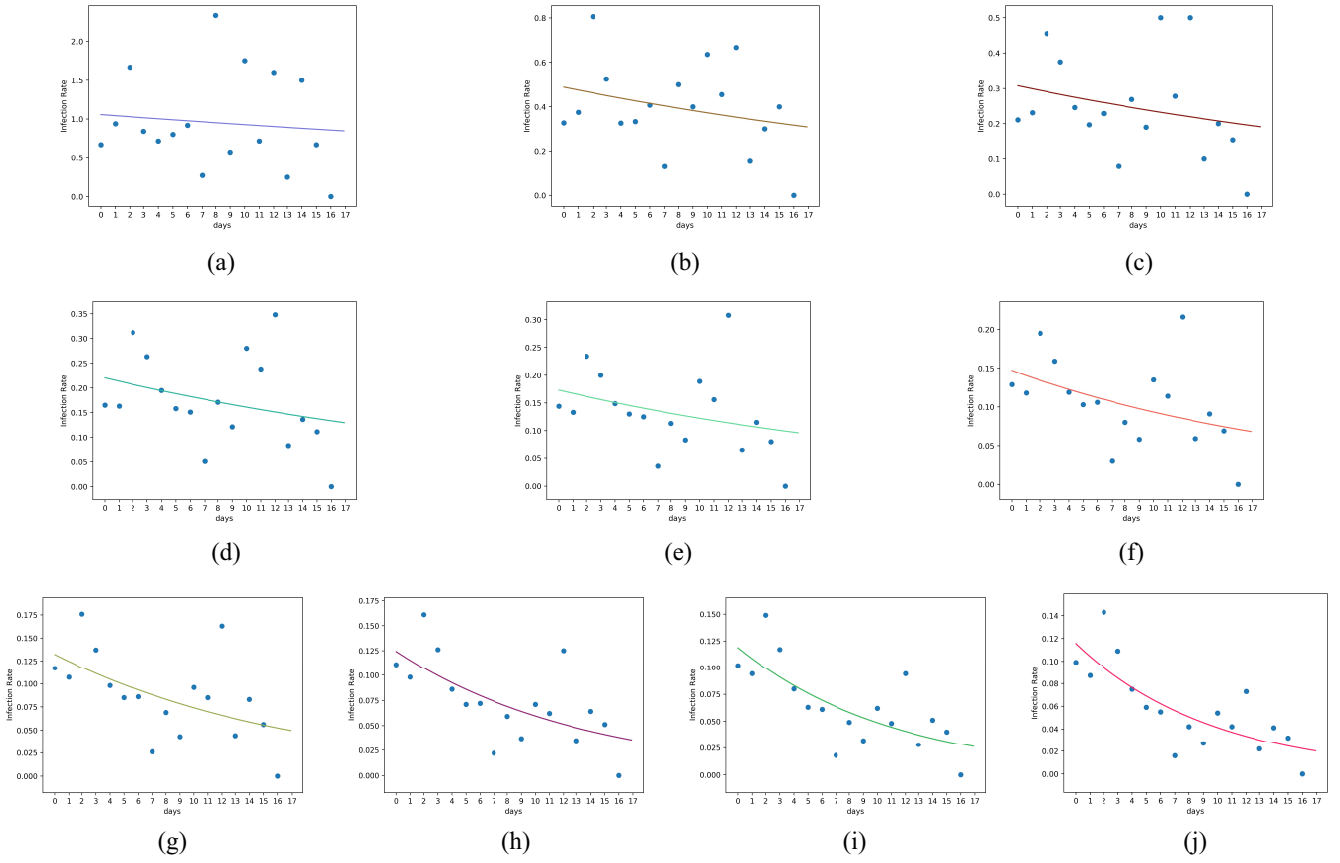 Infection Rate
2.0
1.5
1.0
0.5
0.0
0 1 2 3 4 5 6 7 8 9 10 11 12 13 14 15 16 17
days
(a)
Infection Rate
0.8
0.6
0.4
0.2
0.0
0 1 2 3 4 5 6 7 8 9 10 11 12 13 14 15 16 17
days
(b)
Infection Rate
0.5
0.4
0.3
0.2
0.1
0.0
0 1 2 3 4 5 6 7 8 9 10 11 12 13 14 15 16 17
days
(c)
Infection Rate
0.35
0.30
0.25
0.20
0.15
0.10
0.05
0.00
0 1 2 3 4 5 6 7 8 9 10 11 12 13 14 15 16 17
days
(d)
Infection Rate
0.30
0.25
0.20
0.15
0.10
0.05
0.00
0 1 2 3 4 5 6 7 8 9 10 11 12 13 14 15 16 17
days
(e)
Infection Rate
0.20
0.15
0.10
0.05
0.00
0 1 2 3 4 5 6 7 8 9 10 11 12 13 14 15 16 17
days
(f)
Infection Rate
0.175
0.150
0.125
0.100
0.075
0.050
0.025
0.000
0 1 2 3 4 5 6 7 8 9 10 11 12 13 14 15 16 17
days
(g)
Infection Rate
0.175
0.150
0.125
0.100
0.075
0.050
0.025
0.000
0 1 2 3 4 5 6 7 8 9 10 11 12 13 14 15 16 17
days
(h)
Infection Rate
0.150
0.125
0.100
0.075
0.050
0.025
0.000
0 1 2 3 4 5 6 7 8 9 10 11 12 13 14 15 16 17
days
(i)
Infection Rate
0.14
0.12
0.10
0.08
0.06
0.04
0.02
0.00
0 1 2 3 4 5 6 7 8 9 10 11 12 13 14 15 16 17
days
(j)